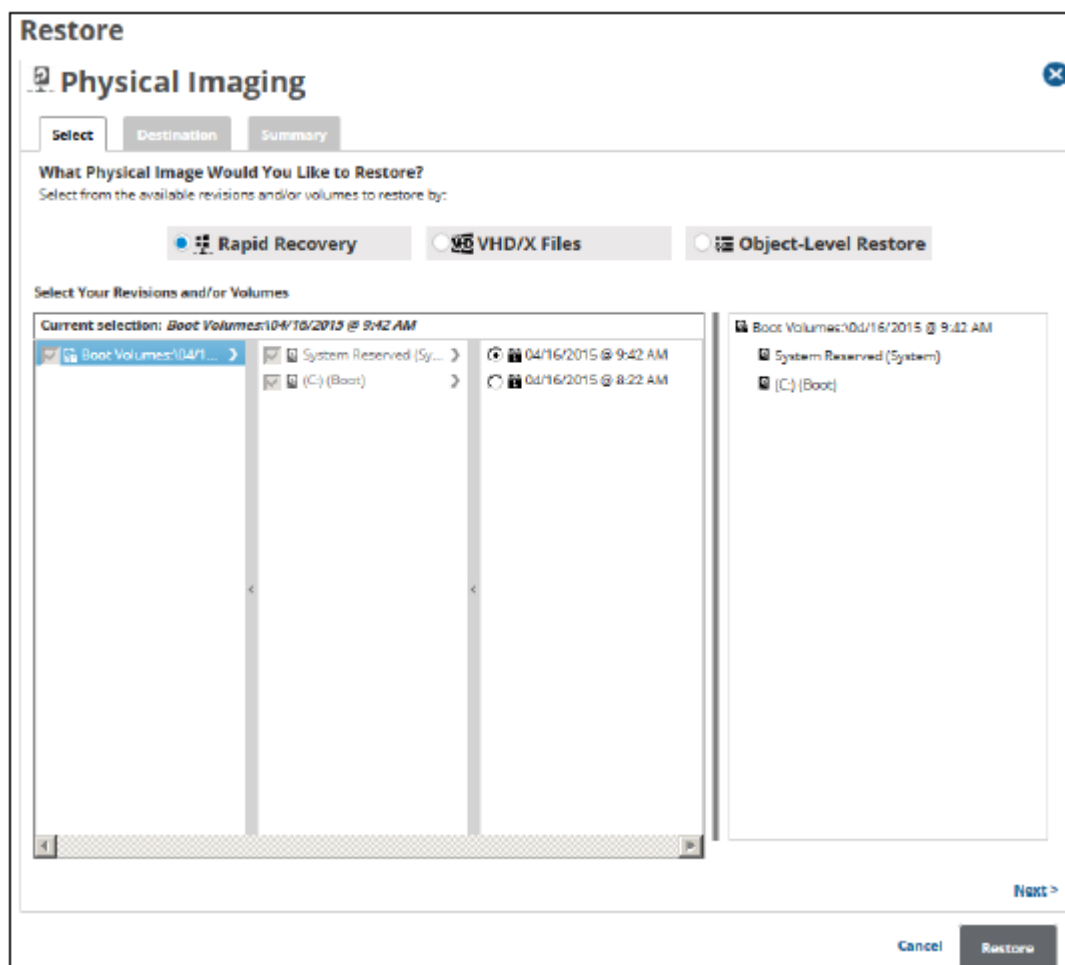 Restore
Physical Imaging
Select Destination Summary
What Physical Image Would You Like to Restore?
Select from the available revisions and/or volumes to restore by:
Rapid Recovery VHD/X Files Object-Level Restore
Select Your Revisions and/or Volumes
Current selection: Boot Volumes:\04/16/2015 @ 9:42 AM
Boot Volumes:\04/1... System Reserved (Sy... 04/16/2015 @ 9:42 AM
(C:) (Boot) 04/16/2015 @ 8:22 AM
Boot Volumes:\04/16/2015 @ 9:42 AM
System Reserved (System)
(C:) (Boot)
Next >
Cancel Restore